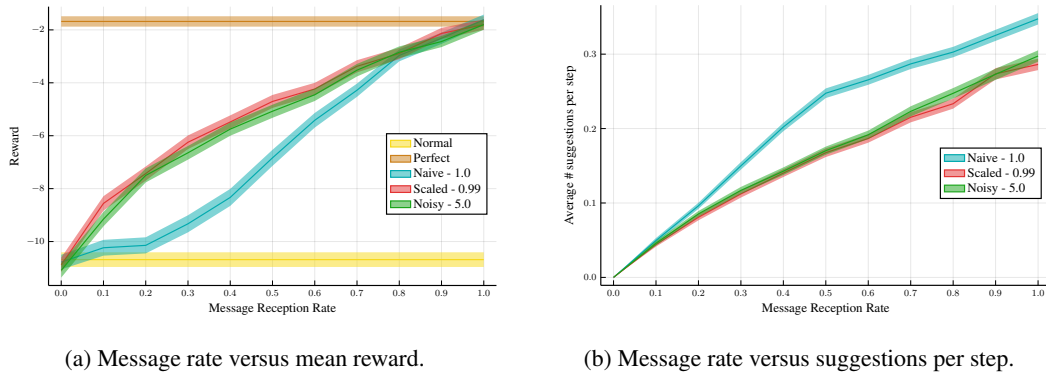 −2
−4
−6
−8
−10
0.0 0.1 0.2 0.3 0.4 0.5 0.6 0.7 0.8 0.9 1.0
Reward
Message Reception Rate
Normal
Perfect
Naive - 1.0
Scaled - 0.99
Noisy - 5.0
(a) Message rate versus mean reward.
0.3
0.2
0.1
0.0
0.0 0.1 0.2 0.3 0.4 0.5 0.6 0.7 0.8 0.9 1.0
Average # suggestions per step
Message Reception Rate
Naive - 1.0
Scaled - 0.99
Noisy - 5.0
(b) Message rate versus suggestions per step.